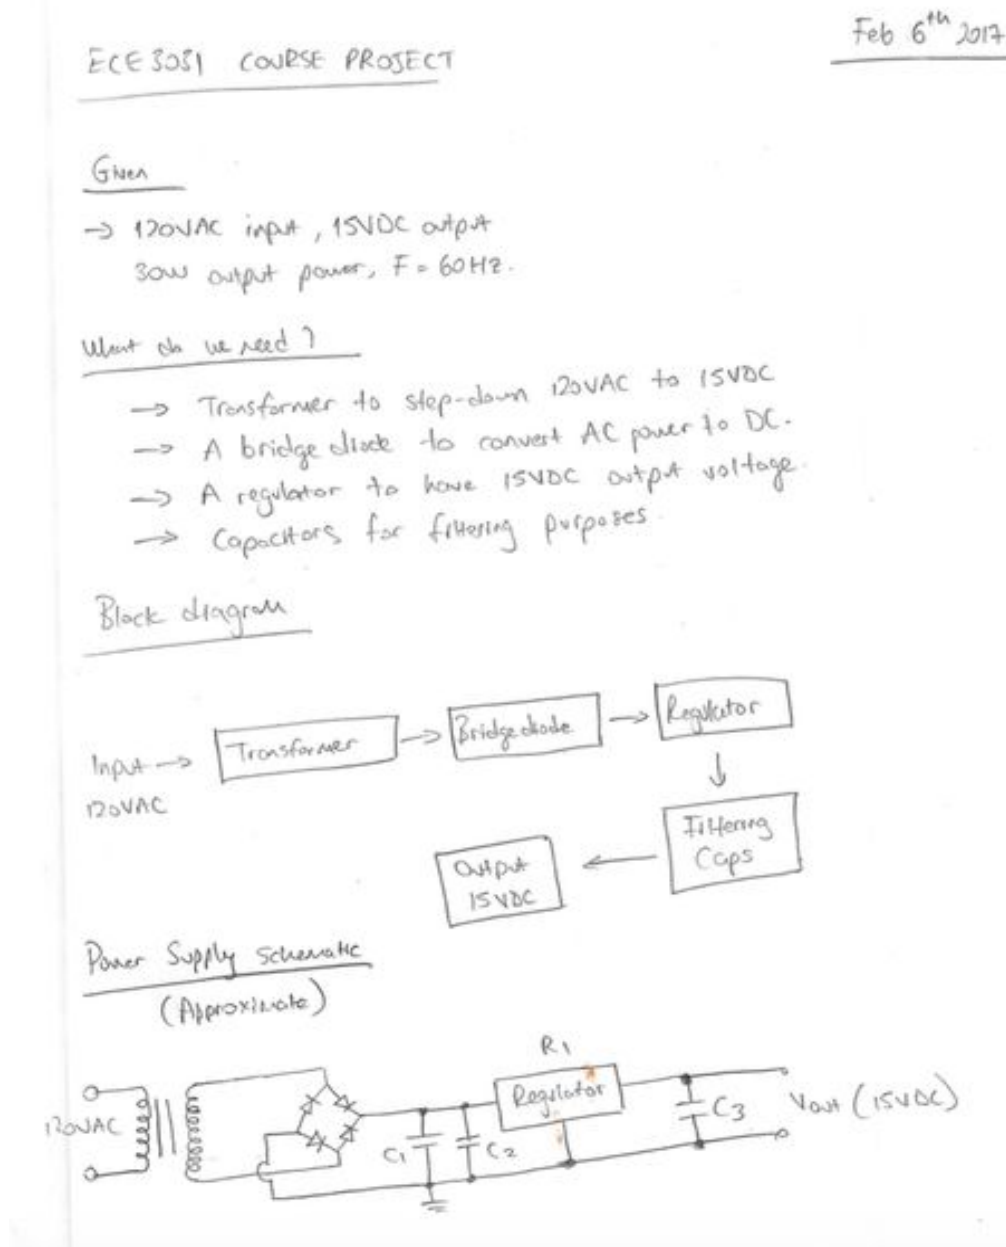 ECE 3031 COURSE PROJECT
Feb 6th 2017
Given
→ 120VAC input, 15VDC output
30W output power, F = 60HZ.
What do we need?
→ Transformer to step-down 120VAC to 15VDC
→ A bridge diode to convert AC power to DC.
→ A regulator to have 15VDC output voltage.
→ Capacitors for filtering purposes.
Block diagram
Input →
120VAC
Transformer
Bridge diode
Regulator
Filtering
Caps
Output
15VDC
Power Supply schematic
(Approximate)
120VAC
R1
Regulator
C1
C2
C3
Vout (15VDC)